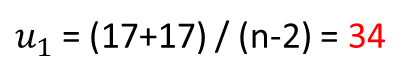 u₁ = (17+17) / (n-2) = 34